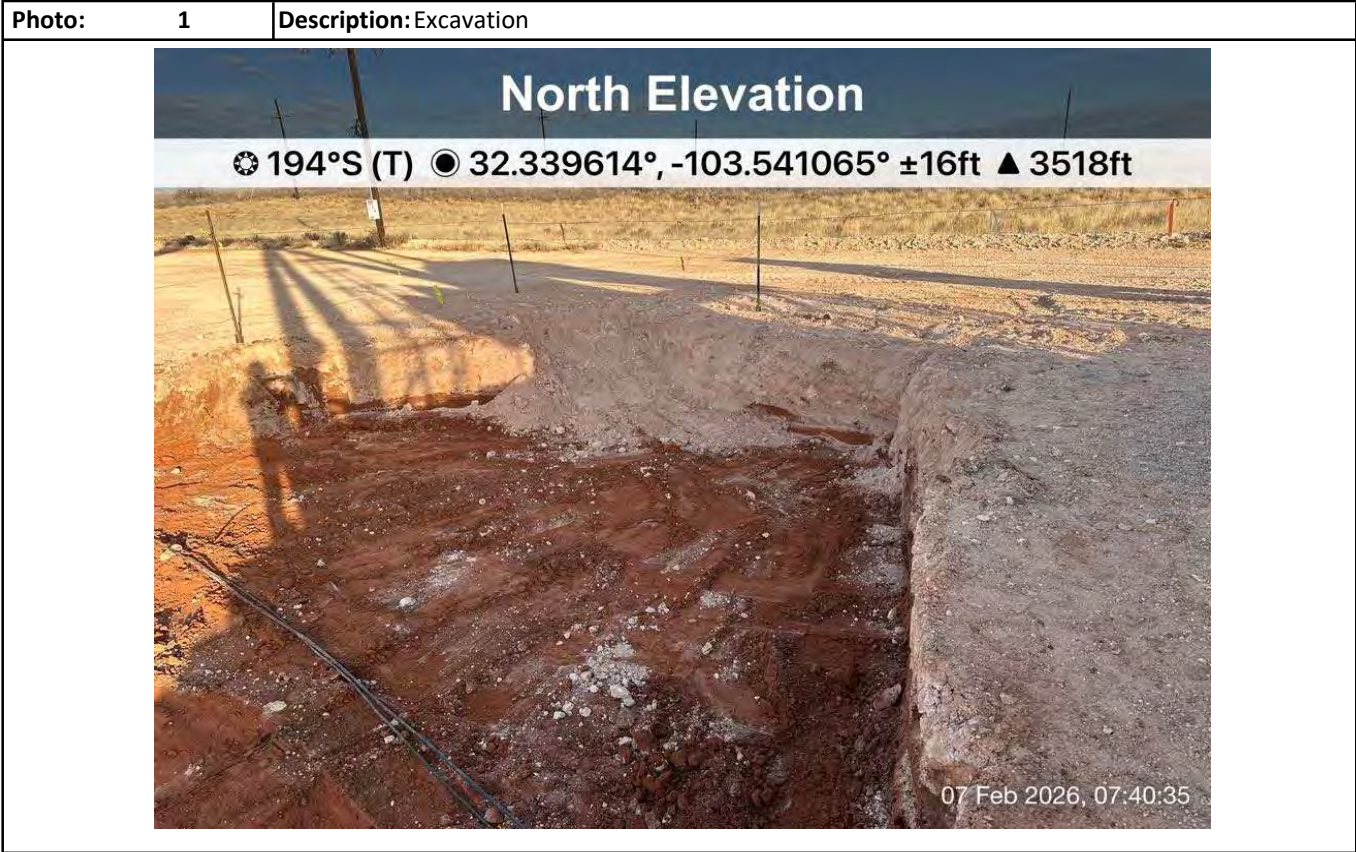 Photo: 1 Description: Excavation
North Elevation
194°S (T) 32.339614°, -103.541065° ±16ft ▲ 3518ft
07 Feb 2026, 07:40:35